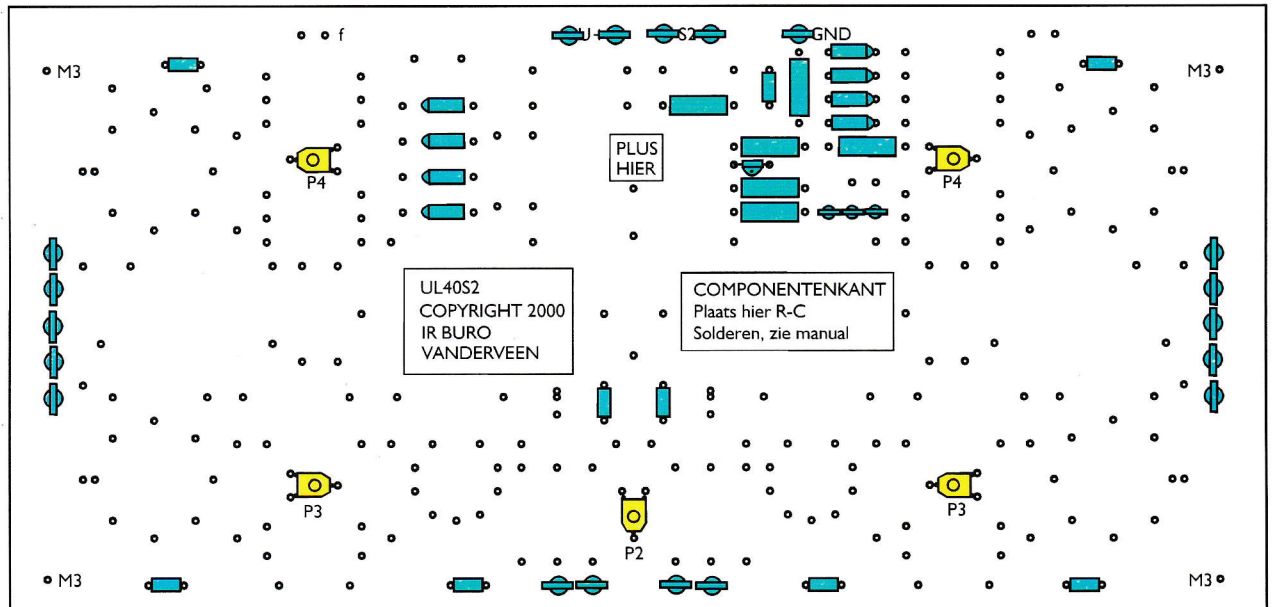 f
U+
S2
GND
M3
M3
PLUS
HIER
P4
P4
UL40S2
COPYRIGHT 2000
IR BURO
VANDERVEEN
COMPONENTENKANT
Plaats hier R-C
Solderen, zie manual
P3
P3
P2
M3
M3